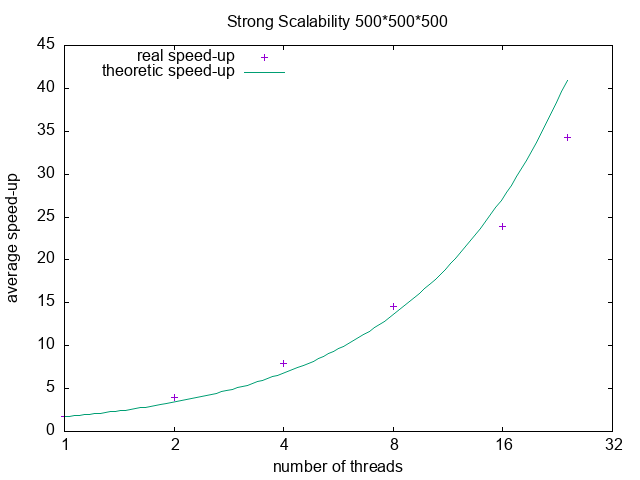 Strong Scalability 500*500*500
real speed-up
theoretic speed-up
45
40
35
30
25
20
15
10
5
0
average speed-up
1 2 4 8 16 32
number of threads